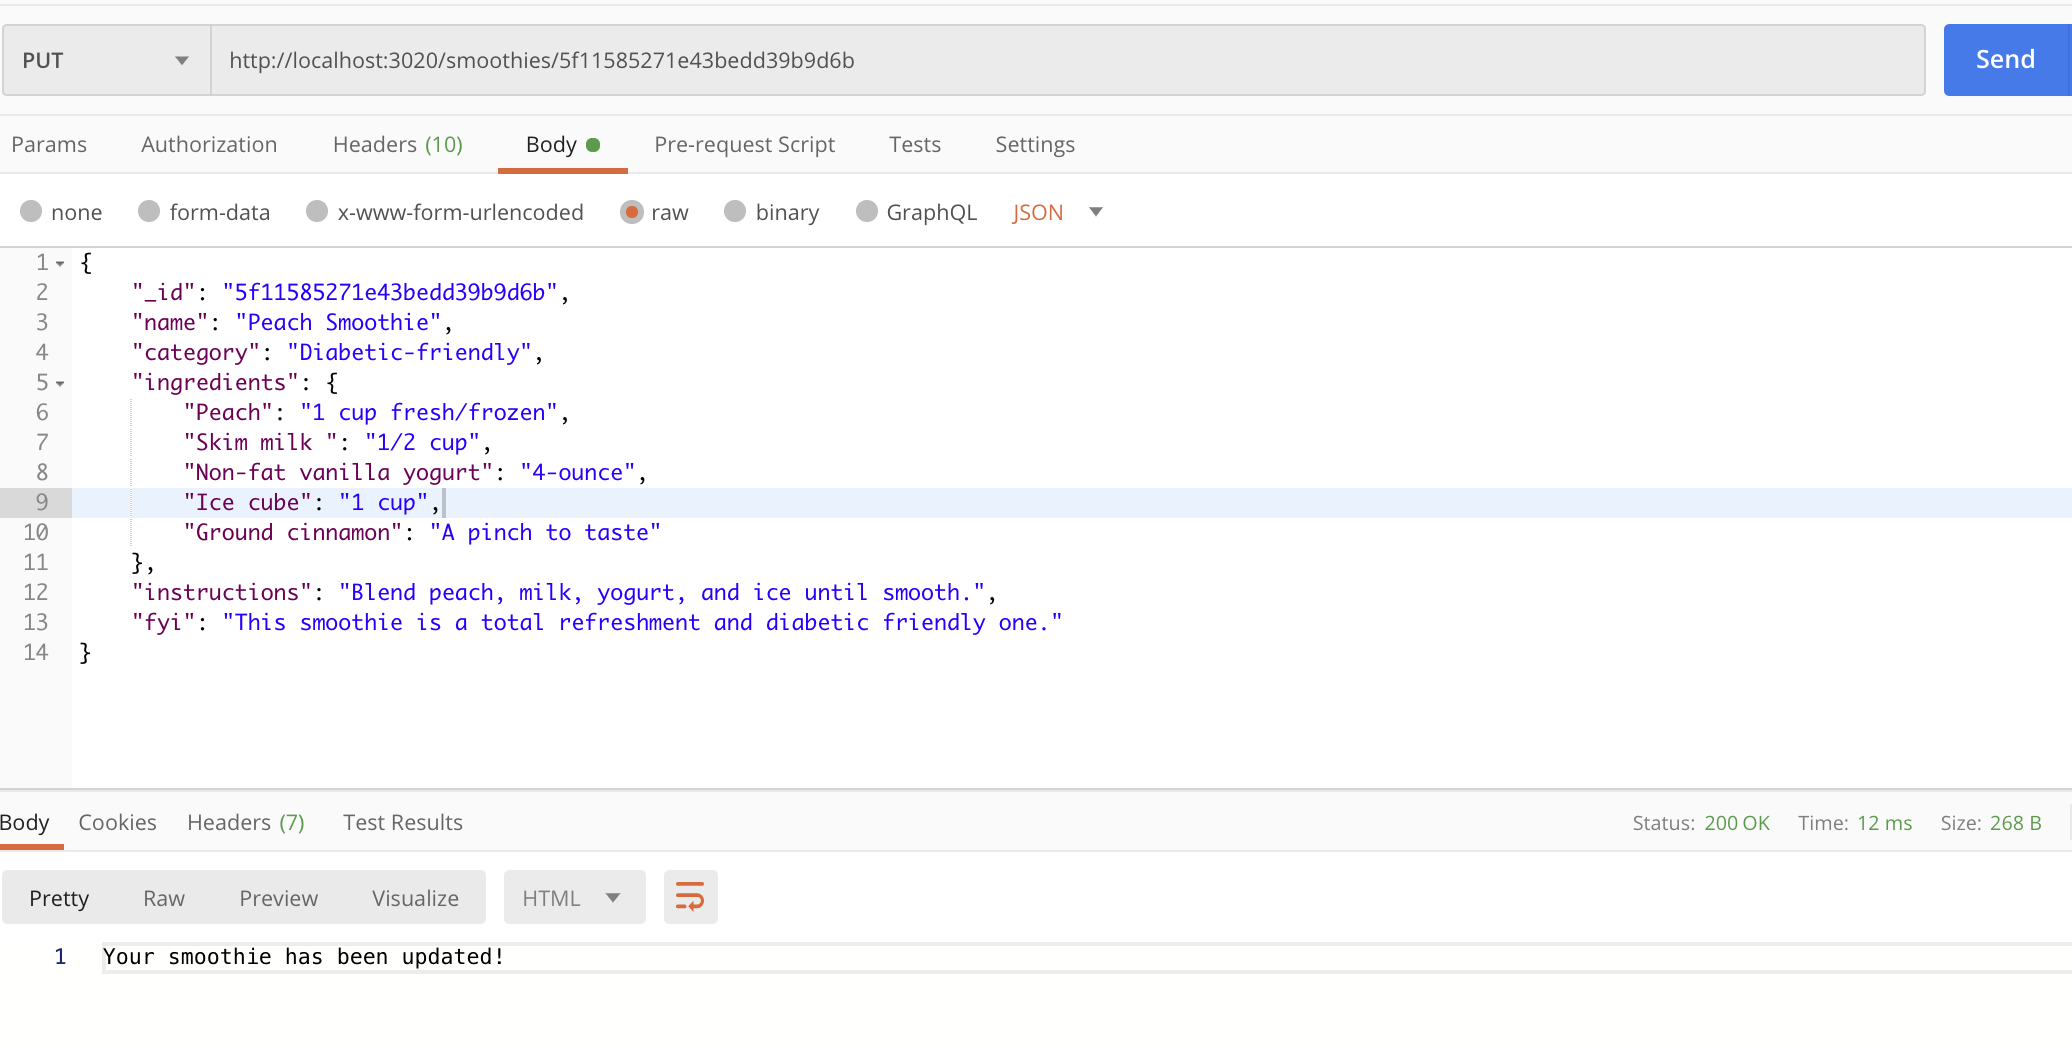 PUT http://localhost:3020/smoothies/5f11585271e43bedd39b9d6b Send
Params Authorization Headers (10) Body Pre-request Script Tests Settings
none form-data x-www-form-urlencoded raw binary GraphQL JSON
1 {
2 "_id": "5f11585271e43bedd39b9d6b",
3 "name": "Peach Smoothie",
4 "category": "Diabetic-friendly",
5 "ingredients": {
6 "Peach": "1 cup fresh/frozen",
7 "Skim milk ": "1/2 cup",
8 "Non-fat vanilla yogurt": "4-ounce",
9 "Ice cube": "1 cup",
10 "Ground cinnamon": "A pinch to taste"
11 },
12 "instructions": "Blend peach, milk, yogurt, and ice until smooth.",
13 "fyi": "This smoothie is a total refreshment and diabetic friendly one."
14 }
Body Cookies Headers (7) Test Results Status: 200 OK Time: 12 ms Size: 268 B
Pretty Raw Preview Visualize HTML
1 Your smoothie has been updated!